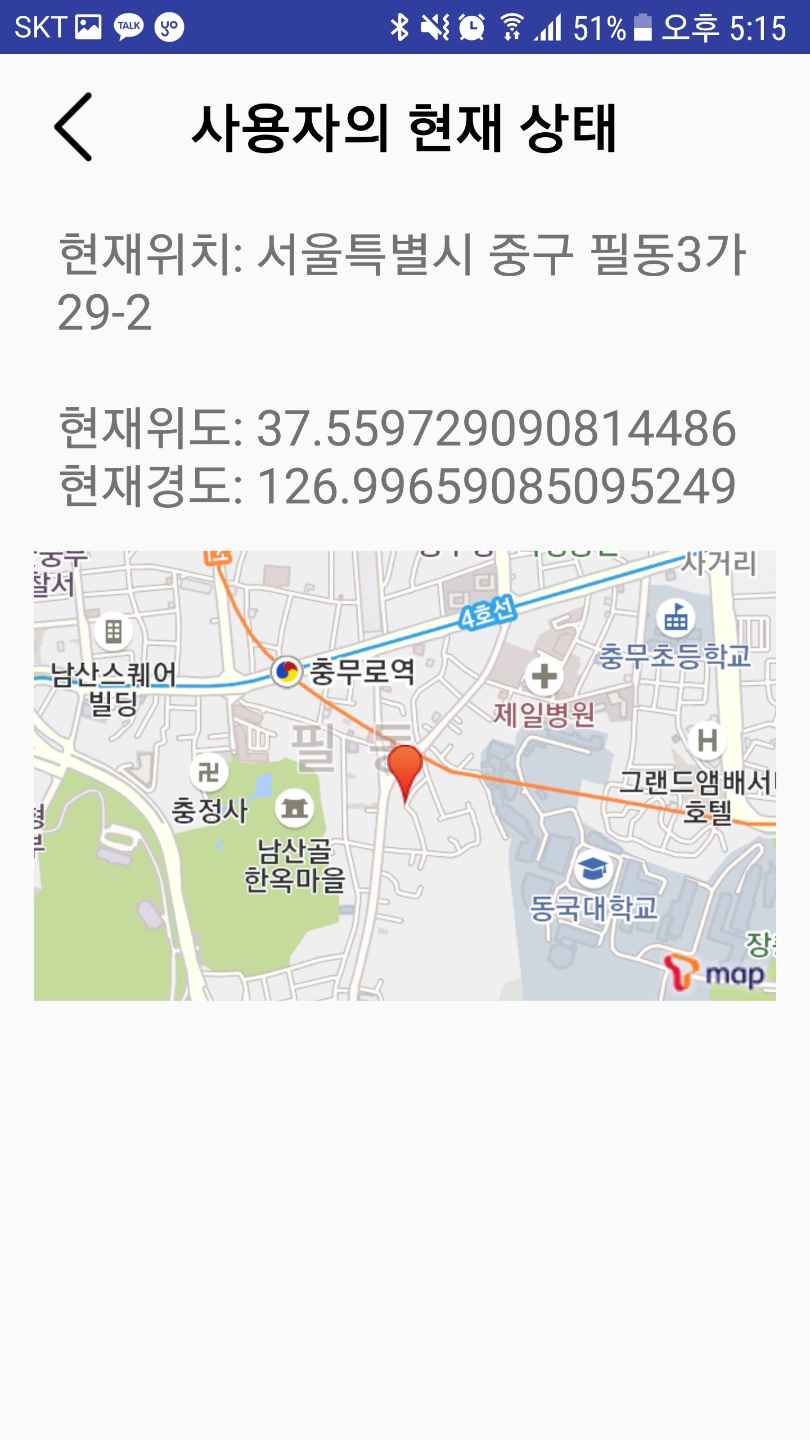 SKT TALK yo 51% 오후 5:15
사용자의 현재 상태
현재위치: 서울특별시 중구 필동3가
29-2
현재위도: 37.559729090814486
현재경도: 126.99659085095249
찰서
사거리
4호선
충무초등학교
남산스퀘어
빌딩
충무로역
제일병원
필동
H
그랜드앰배서
호텔
충정사
남산골
한옥마을
동국대학교
map